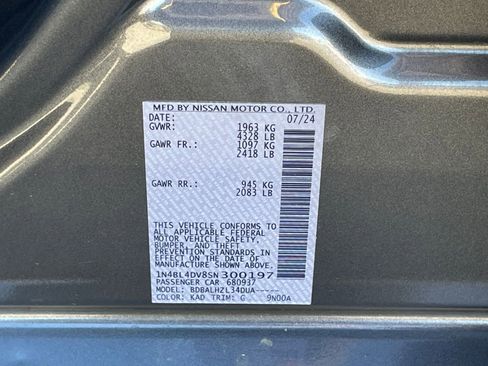 MFD BY NISSAN MOTOR CO., LTD.
DATE: 07/24
GVWR: 1963 KG
4328 LB
GAWR FR.: 1097 KG
2418 LB
GAWR RR.: 945 KG
2083 LB
THIS VEHICLE CONFORMS TO
ALL APPLICABLE FEDERAL
MOTOR VEHICLE SAFETY,
BUMPER, AND THEFT
PREVENTION STANDARDS
IN EFFECT ON THE DATE OF
MANUFACTURE SHOWN ABOVE.
1N4BL4DV8SN300197
PASSENGER CAR 680937
MODEL: BDBALHZL34DUA-----
COLOR: KAD TRIM: G 9N00A